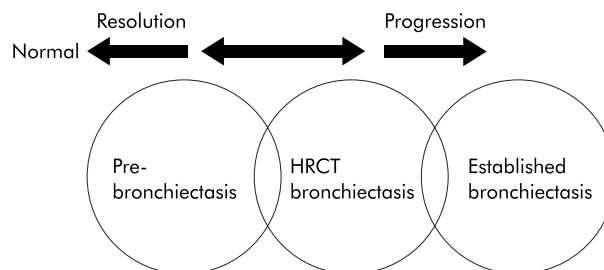 Resolution
Progression
Normal
Pre-
bronchiectasis
HRCT
bronchiectasis
Established
bronchiectasis